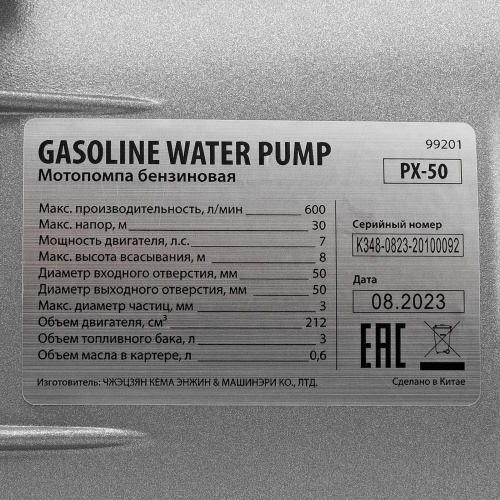 99201
GASOLINE WATER PUMP
PX-50
Мотопомпа бензиновая
Макс. производительность, л/мин 600
Макс. напор, м 30
Мощность двигателя, л.с. 7
Макс. высота всасывания, м 8
Диаметр входного отверстия, мм 50
Диаметр выходного отверстия, мм 50
Макс. диаметр частиц, мм 3
Объем двигателя, см³ 212
Объем топливного бака, л 3
Объем масла в картере, л 0,6
Серийный номер
K348-0823-20100092
Дата
08.2023
EAC
Изготовитель: ЧЖЭЦЗЯН КЕМА ЭНЖИН & МАШИНЭРИ КО., ЛТД.
Сделано в Китае